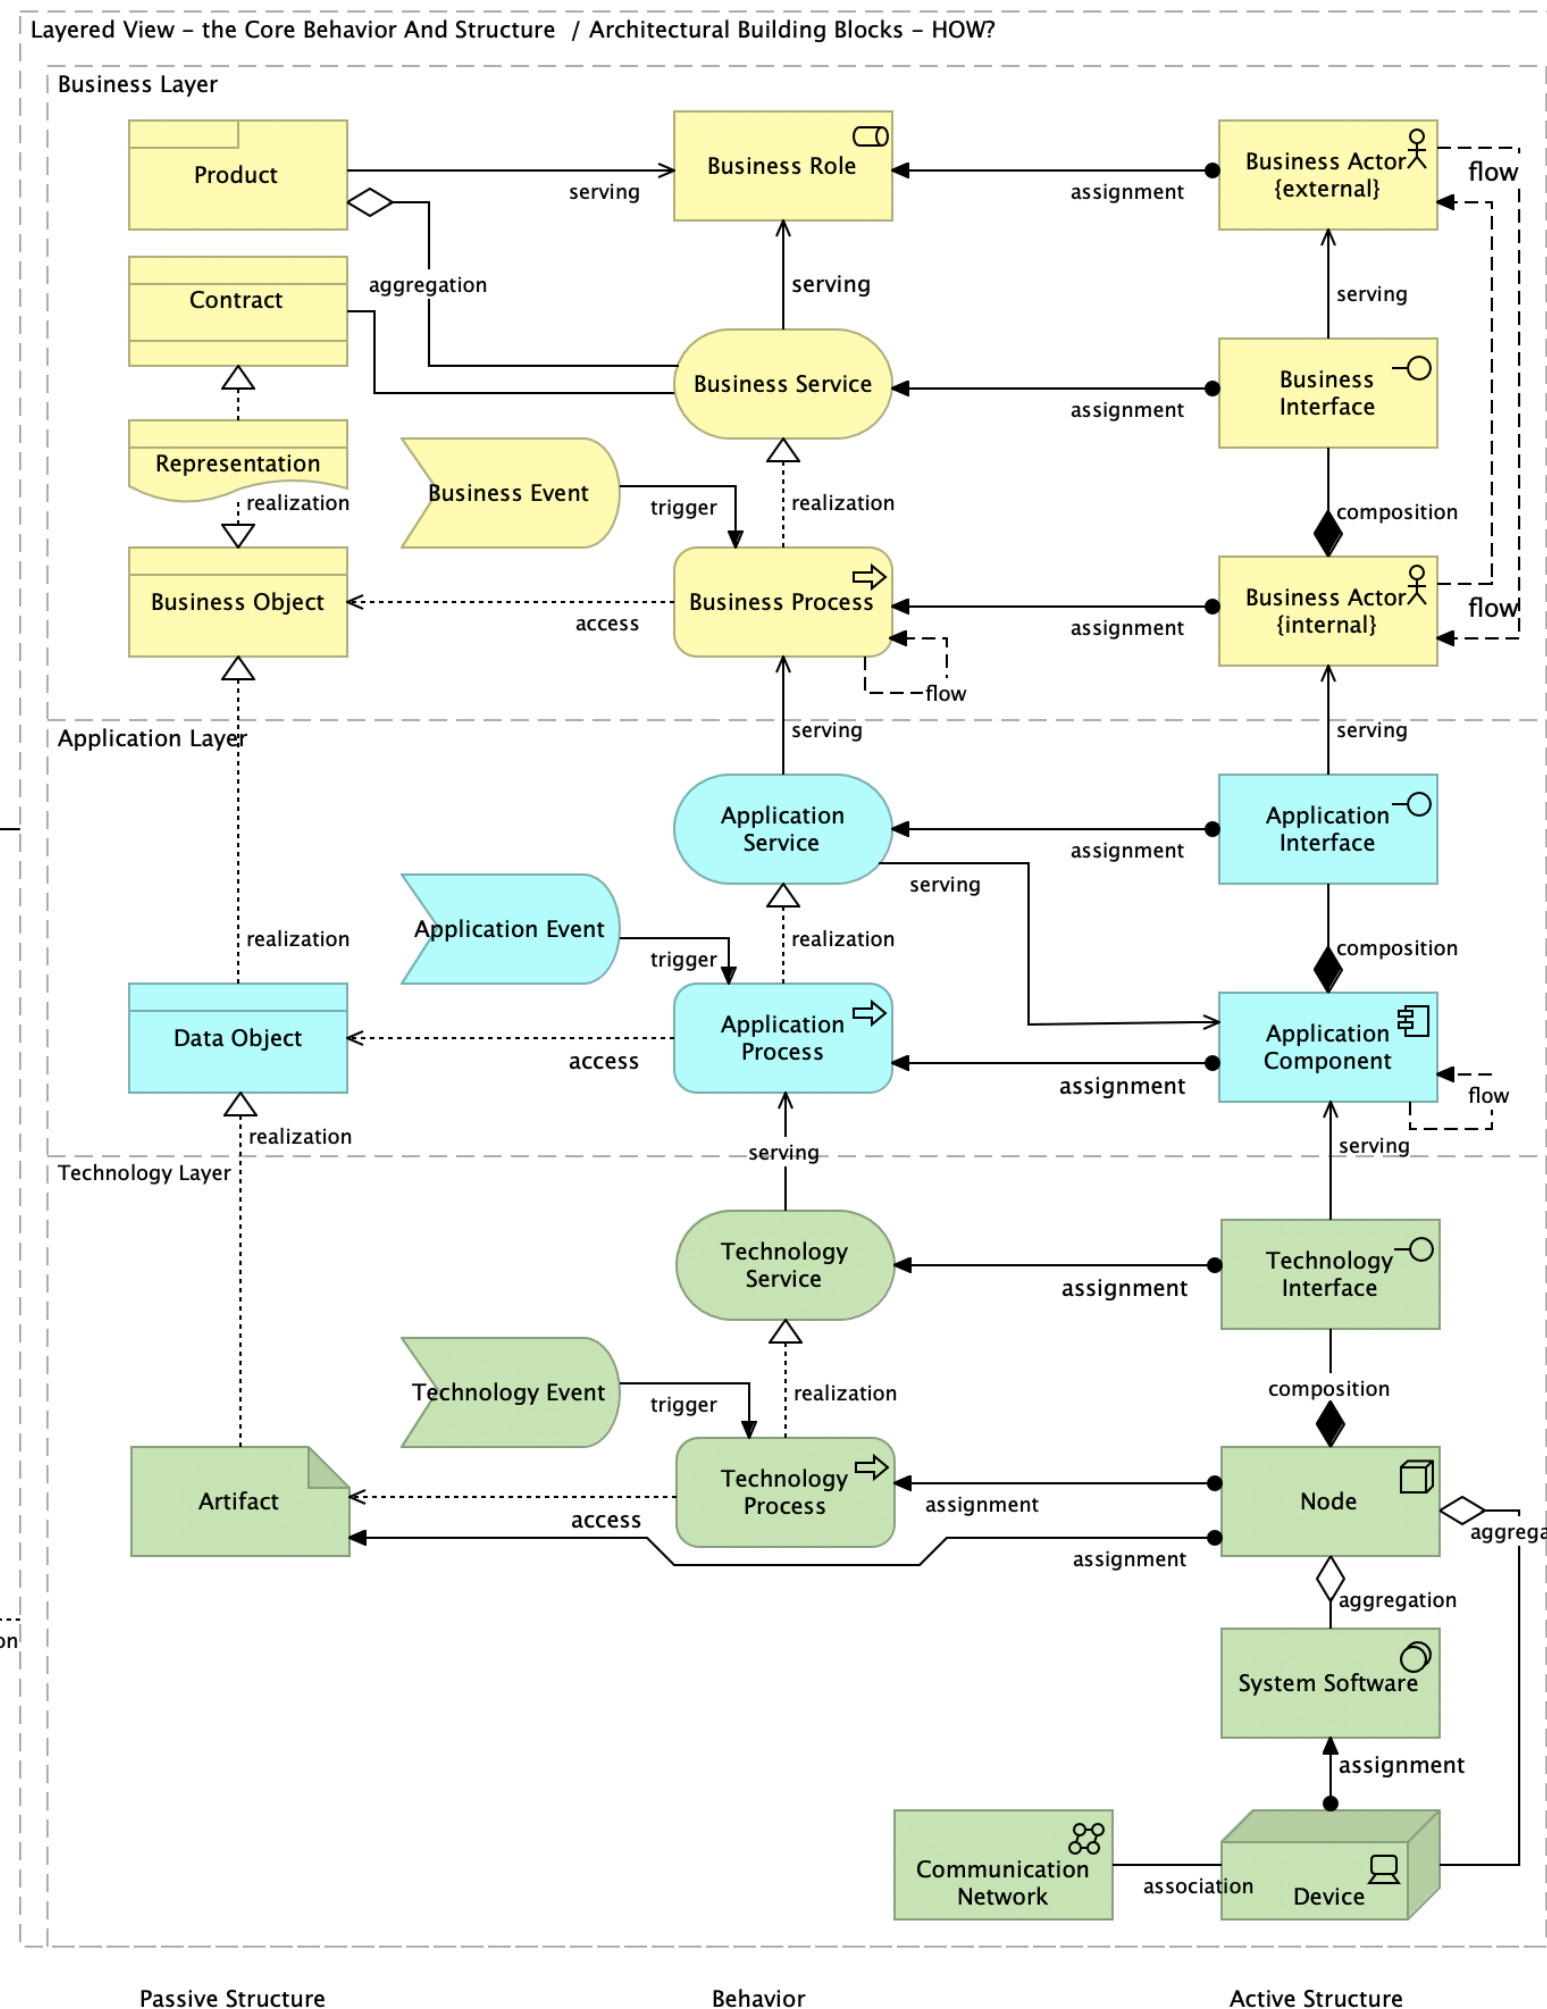 Layered View – the Core Behavior And Structure / Architectural Building Blocks – HOW?
Business Layer
Product
serving
Business Role
assignment
Business Actor
{external}
flow
aggregation
serving
serving
Contract
Business Service
assignment
Business
Interface
Representation
realization
Business Event
trigger
realization
composition
Business Object
access
Business Process
assignment
Business Actor
{internal}
flow
flow
serving
serving
Application Layer
Application
Service
assignment
Application
Interface
serving
Application Event
trigger
realization
realization
composition
Data Object
access
Application
Process
assignment
Application
Component
flow
realization
serving
serving
Technology Layer
Technology
Service
assignment
Technology
Interface
Technology Event
trigger
realization
composition
Artifact
access
Technology
Process
assignment
assignment
Node
aggrega
aggregation
on
System Software
assignment
Communication
Network
association
Device
Passive Structure
Behavior
Active Structure